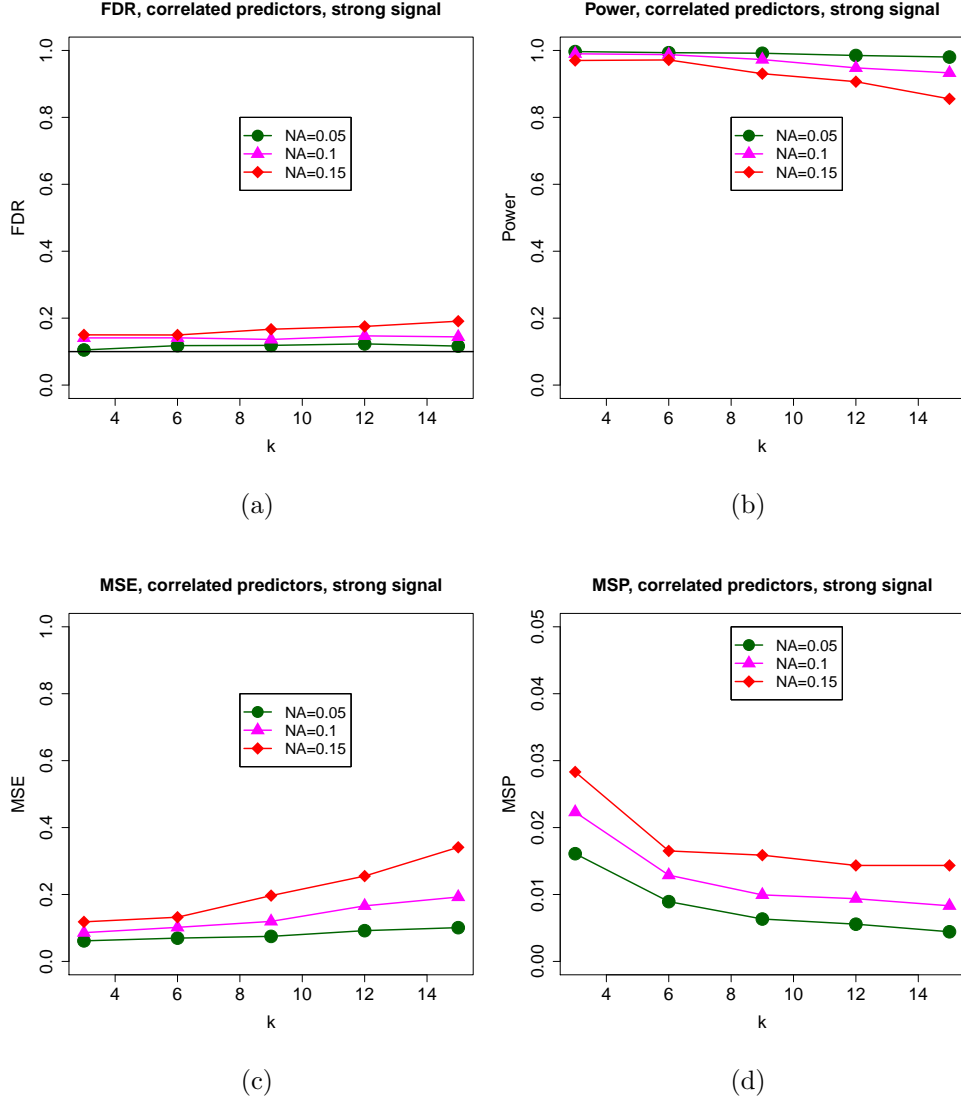 FDR, correlated predictors, strong signal
FDR
0.0 0.2 0.4 0.6 0.8 1.0
NA=0.05
NA=0.1
NA=0.15
4 6 8 10 12 14
k
(a)
Power, correlated predictors, strong signal
Power
0.0 0.2 0.4 0.6 0.8 1.0
NA=0.05
NA=0.1
NA=0.15
4 6 8 10 12 14
k
(b)
MSE, correlated predictors, strong signal
MSE
0.0 0.2 0.4 0.6 0.8 1.0
NA=0.05
NA=0.1
NA=0.15
4 6 8 10 12 14
k
(c)
MSP, correlated predictors, strong signal
MSP
0.00 0.01 0.02 0.03 0.04 0.05
NA=0.05
NA=0.1
NA=0.15
4 6 8 10 12 14
k
(d)